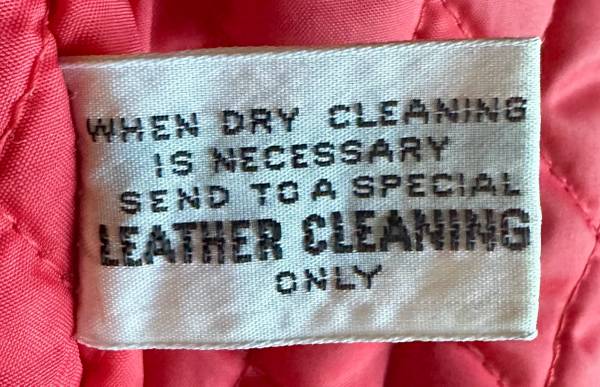 WHEN DRY CLEANING
IS NECESSARY
SEND TO A SPECIAL
LEATHER CLEANING
ONLY